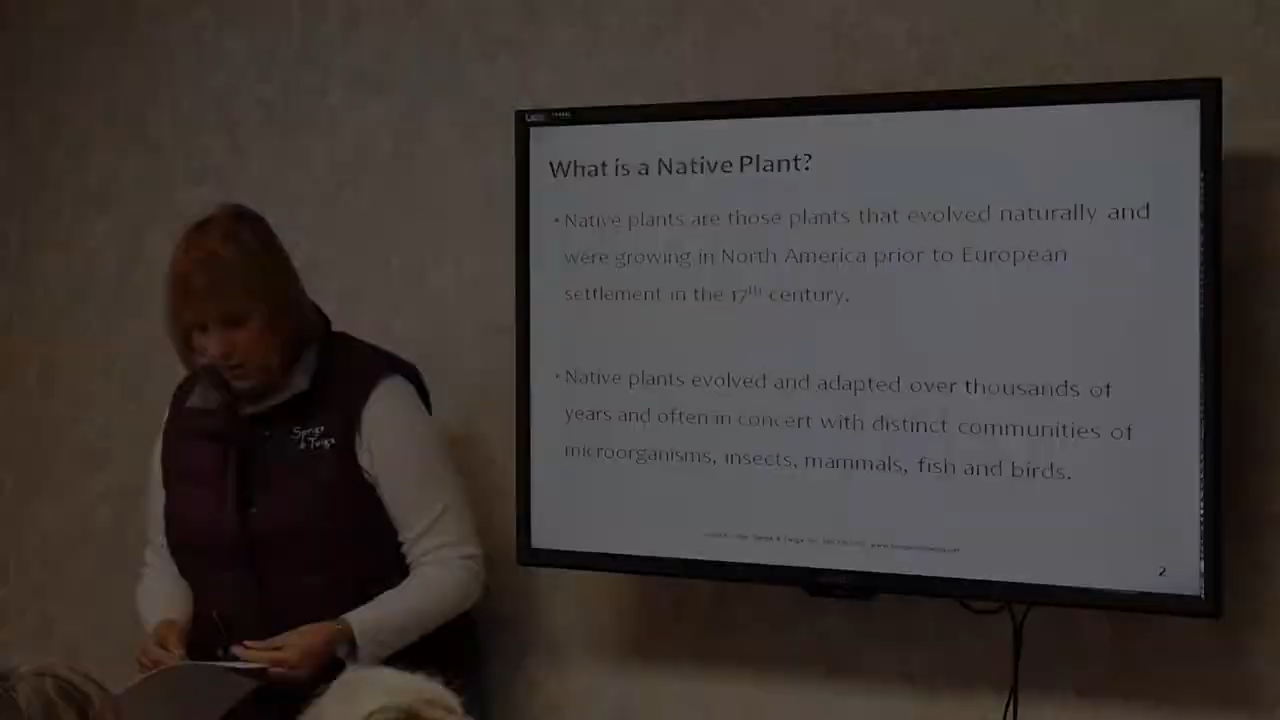 What is a Native Plant?
• Native plants are those plants that evolved naturally and
were growing in North America prior to European
settlement in the 17th century.
• Native plants evolved and adapted over thousands of
years and often in concert with distinct communities of
microorganisms, insects, mammals, fish and birds.
2
Sprigs
& Twigs